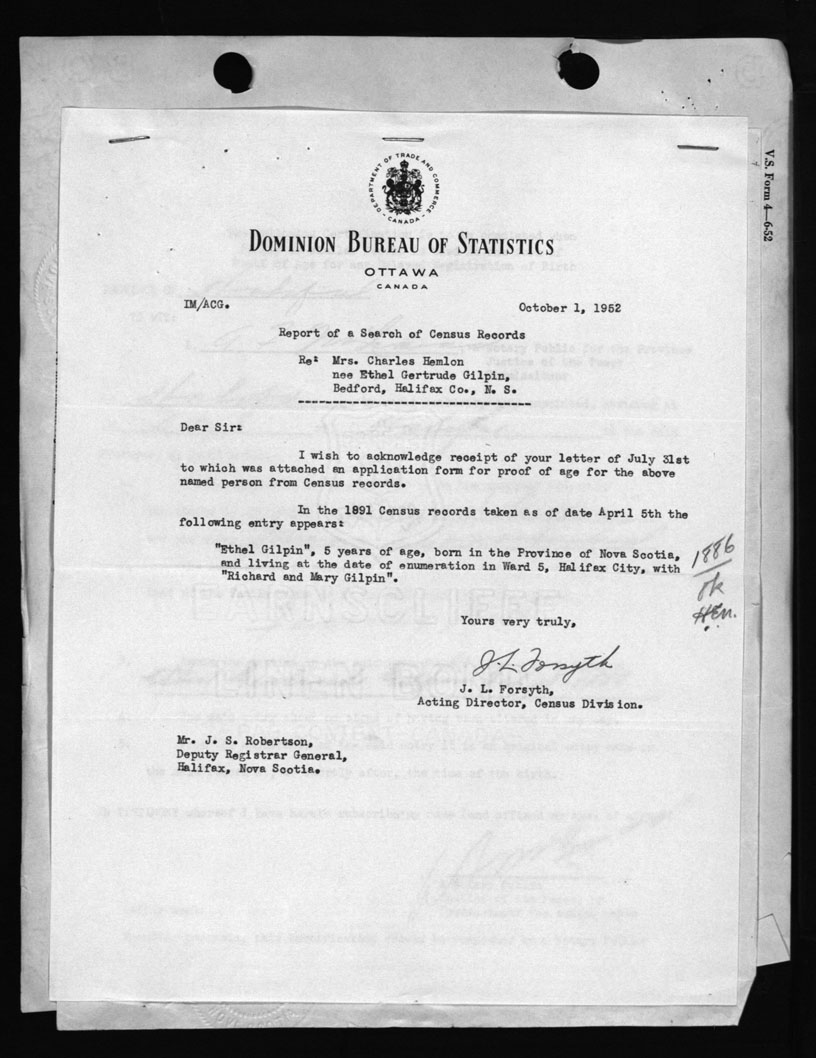 DEPARTMENT OF TRADE AND COMMERCE
CANADA
DOMINION BUREAU OF STATISTICS
OTTAWA
CANADA
V.S. Form 4—6-52
IM/ACG.
October 1, 1952
Report of a Search of Census Records
Re: Mrs. Charles Hemlon
nee Ethel Gertrude Gilpin,
Bedford, Halifax Co., N. S.
Dear Sir:
I wish to acknowledge receipt of your letter of July 31st
to which was attached an application form for proof of age for the above
named person from Census records.
In the 1891 Census records taken as of date April 5th the
following entry appears:
"Ethel Gilpin", 5 years of age, born in the Province of Nova Scotia,
and living at the date of enumeration in Ward 5, Halifax City, with
"Richard and Mary Gilpin".
1886
ok
Yours very truly,
J. L. Forsyth
J. L. Forsyth,
Acting Director, Census Division.
Mr. J. S. Robertson,
Deputy Registrar General,
Halifax, Nova Scotia.